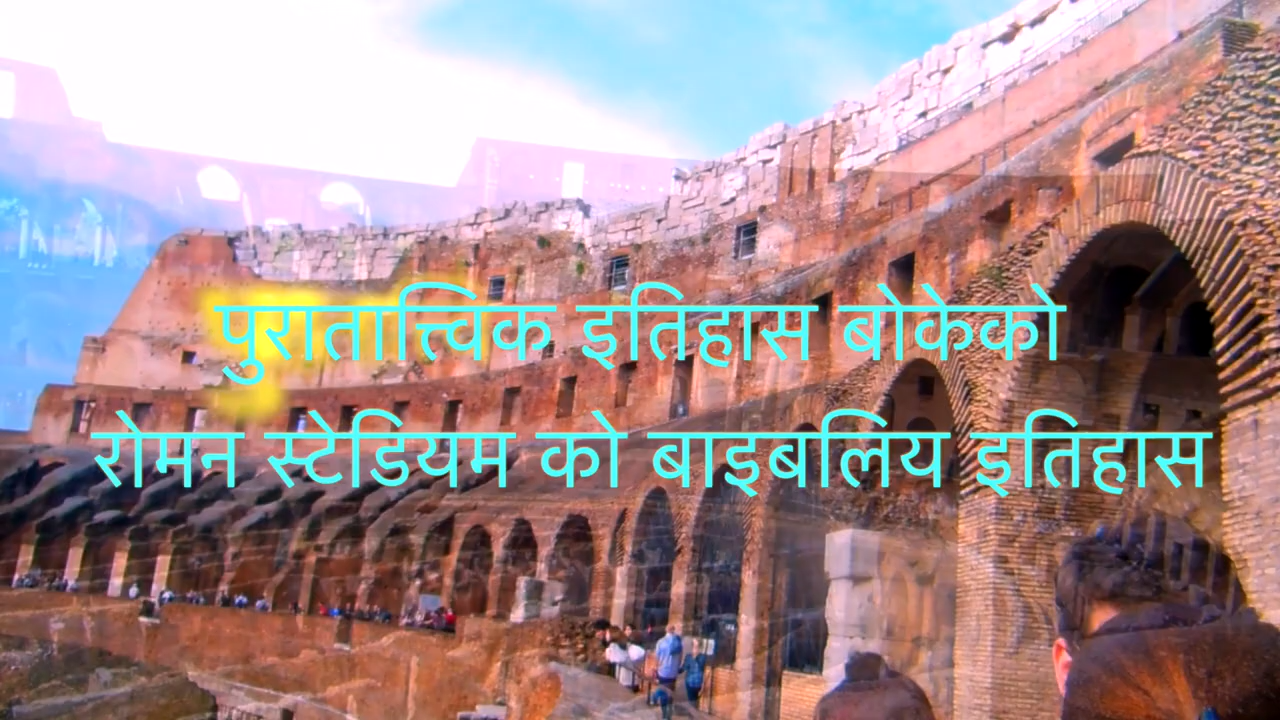 पुरातात्त्विक इतिहास बोकेको
रोमन स्टेडियम को बाइबलिय इतिहास